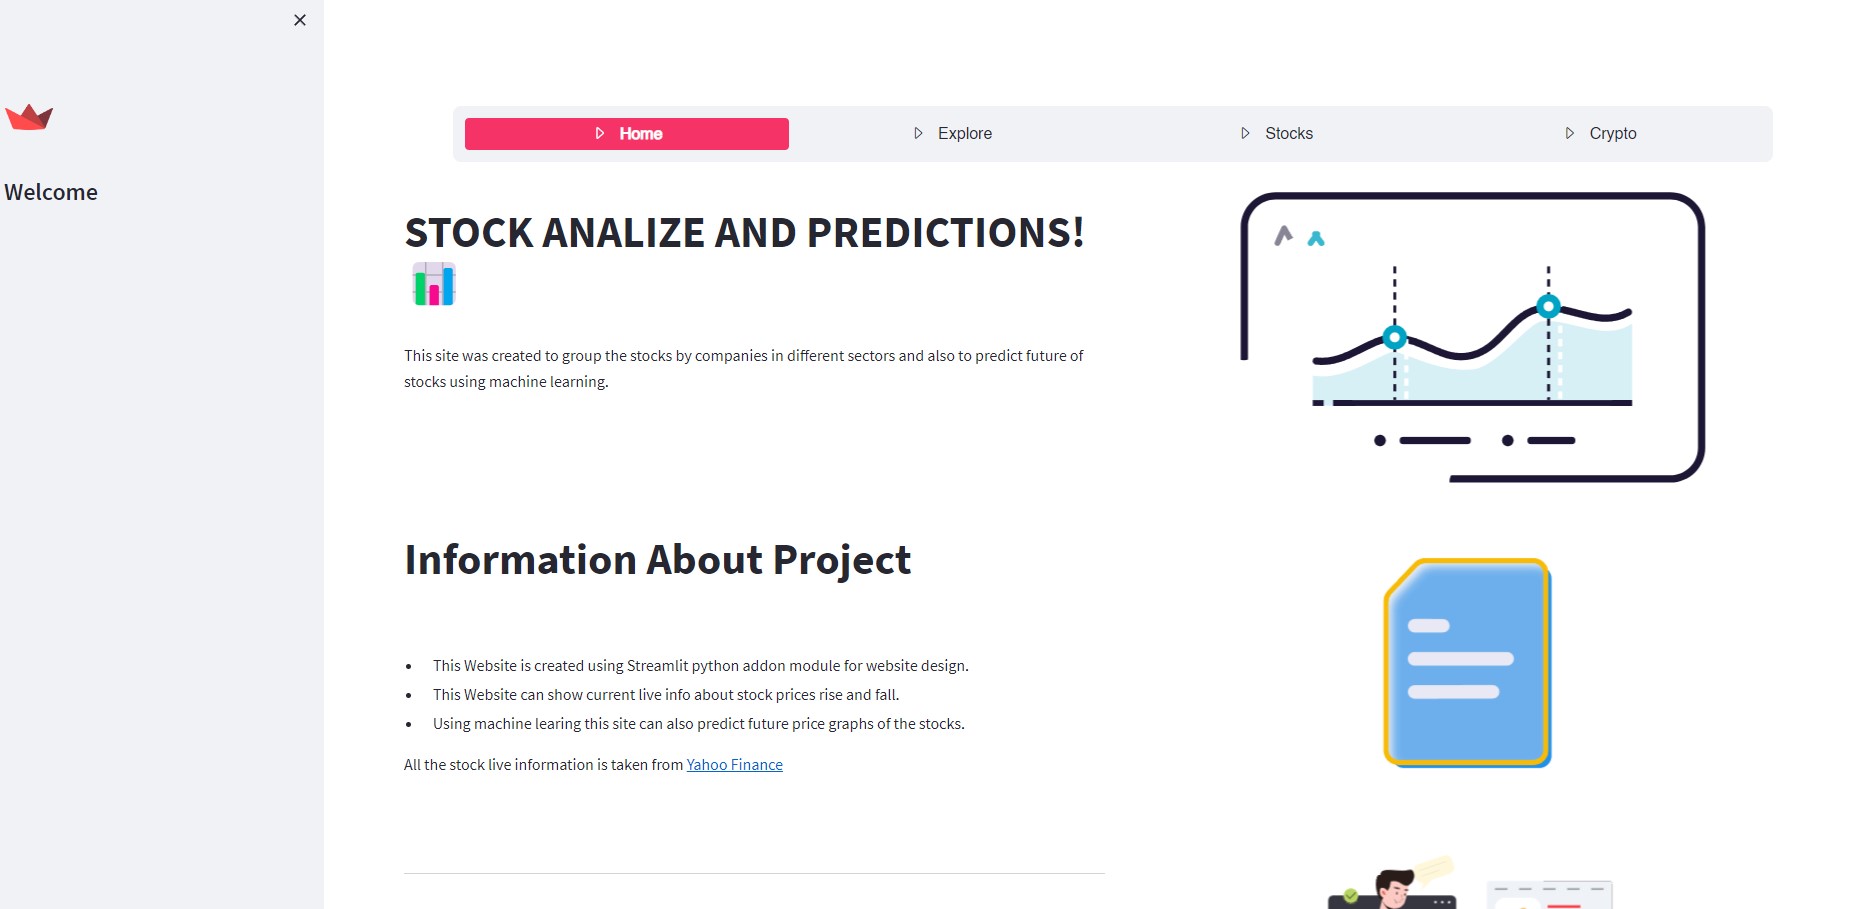 Welcome
Home
Explore
Stocks
Crypto
STOCK ANALIZE AND PREDICTIONS!
This site was created to group the stocks by companies in different sectors and also to predict future of
stocks using machine learning.
Information About Project
This Website is created using Streamlit python addon module for website design.
This Website can show current live info about stock prices rise and fall.
Using machine learing this site can also predict future price graphs of the stocks.
All the stock live information is taken from Yahoo Finance